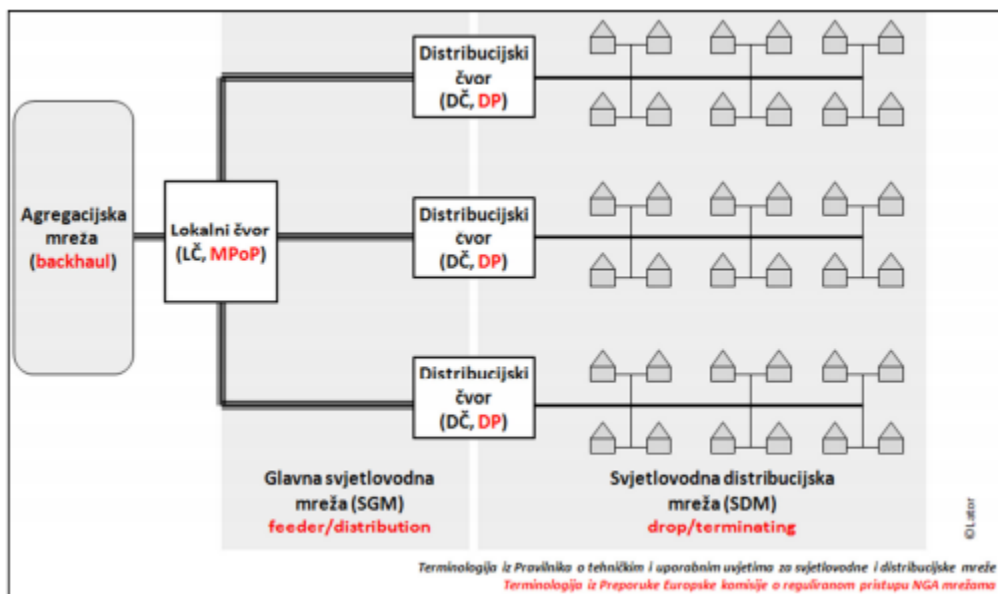 Agregacijska
mreža
(backhaul)
Lokalni čvor
(LČ, MPoP)
Distribucijski
čvor
(DČ, DP)
Distribucijski
čvor
(DČ, DP)
Distribucijski
čvor
(DČ, DP)
Glavna svjetlovodna
mreža (SGM)
feeder/distribution
Svjetlovodna distribucijska
mreža (SDM)
drop/terminating
©Lator
Terminologija iz Pravilnika o tehničkim i uporabnim uvjetima za svjetlovodne i distribucijske mreže
Terminologija iz Preporuke Europske komisije o reguliranom pristupu NGA mrežama